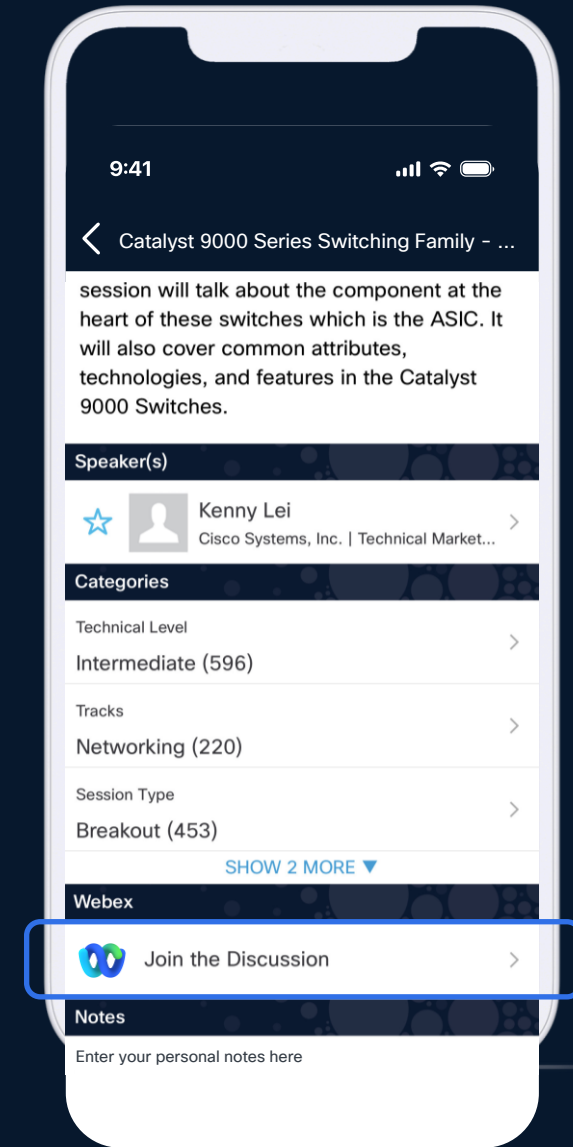 9:41
Catalyst 9000 Series Switching Family - ...
session will talk about the component at the
heart of these switches which is the ASIC. It
will also cover common attributes,
technologies, and features in the Catalyst
9000 Switches.
Speaker(s)
Kenny Lei
Cisco Systems, Inc. | Technical Market...
Categories
Technical Level
Intermediate (596)
Tracks
Networking (220)
Session Type
Breakout (453)
SHOW 2 MORE ▼
Webex
Join the Discussion
Notes
Enter your personal notes here